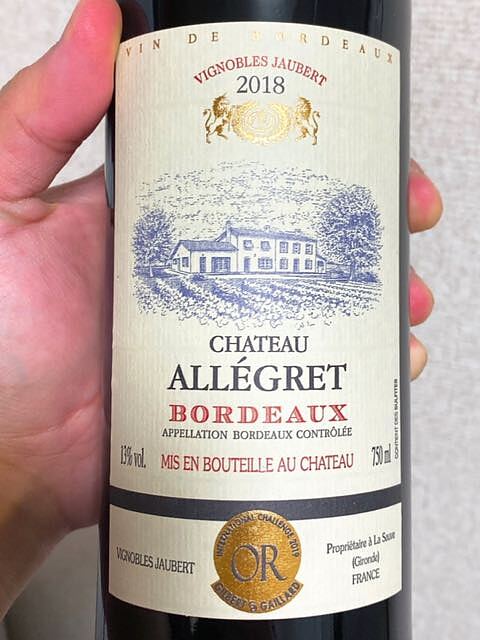 VIN DE BORDEAUX
VIGNOBLES JAUBERT
2018
CHATEAU
ALLÉGRET
BORDEAUX
APPELLATION BORDEAUX CONTRÔLÉE
13% vol.
MIS EN BOUTEILLE AU CHATEAU
750 ml
CONTIENT DES SULFITES
VIGNOBLES JAUBERT
INTERNATIONAL CHALLENGE 2019
OR
GILBERT & GAILLARD
Propriétaire à La Sauve
(Gironde)
FRANCE